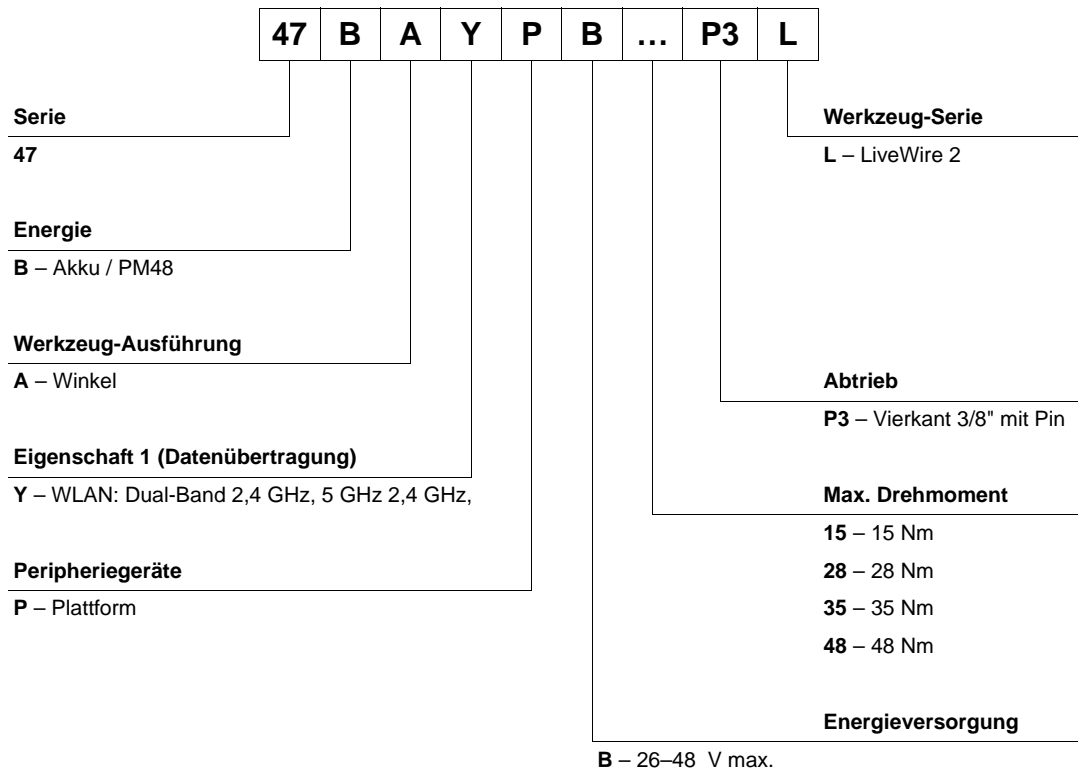 47 B A Y P B … P3 L
Serie
47
Energie
B – Akku / PM48
Werkzeug-Ausführung
A – Winkel
Eigenschaft 1 (Datenübertragung)
Y – WLAN: Dual-Band 2,4 GHz, 5 GHz 2,4 GHz,
Peripheriegeräte
P – Plattform
Werkzeug-Serie
L – LiveWire 2
Abtrieb
P3 – Vierkant 3/8" mit Pin
Max. Drehmoment
15 – 15 Nm
28 – 28 Nm
35 – 35 Nm
48 – 48 Nm
Energieversorgung
B – 26–48 V max.